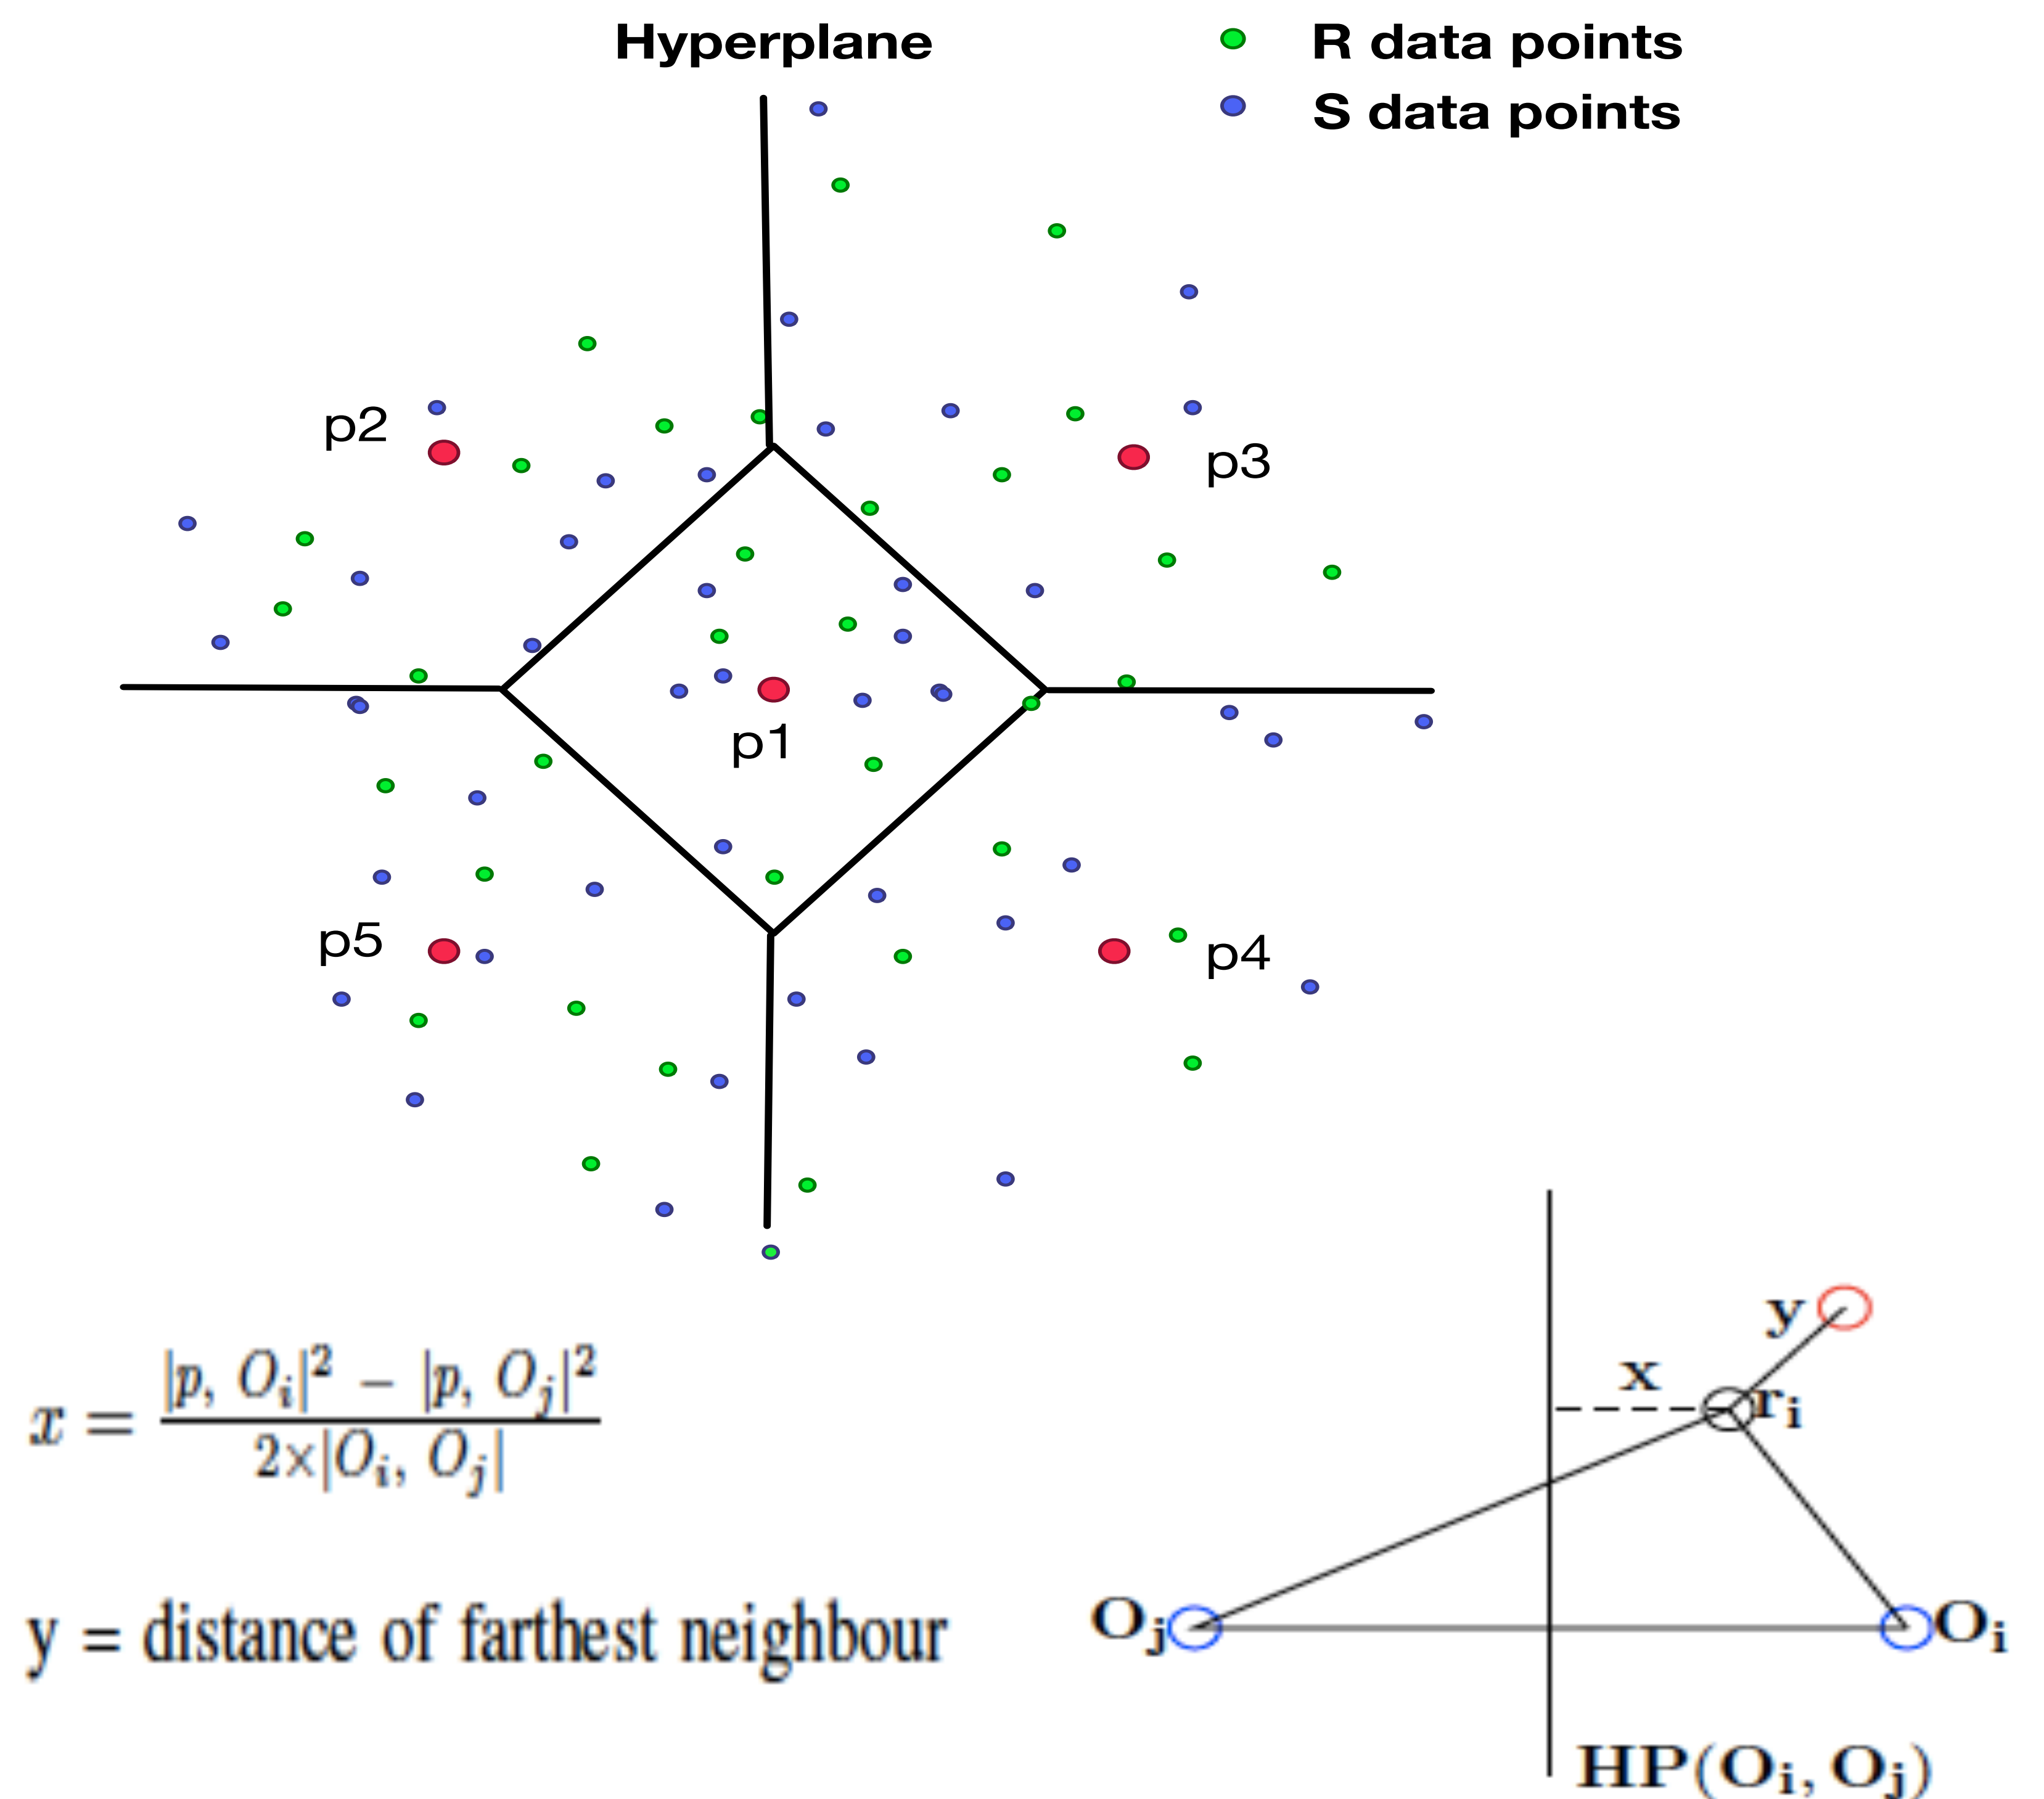 Hyperplane
R data points
S data points
p2
p3
p1
p5
p4
x = |p, O_i|^2 − |p, O_j|^2 / 2×|O_i, O_j|
y = distance of farthest neighbour
y
x
r_i
O_j
O_i
HP(O_i, O_j)